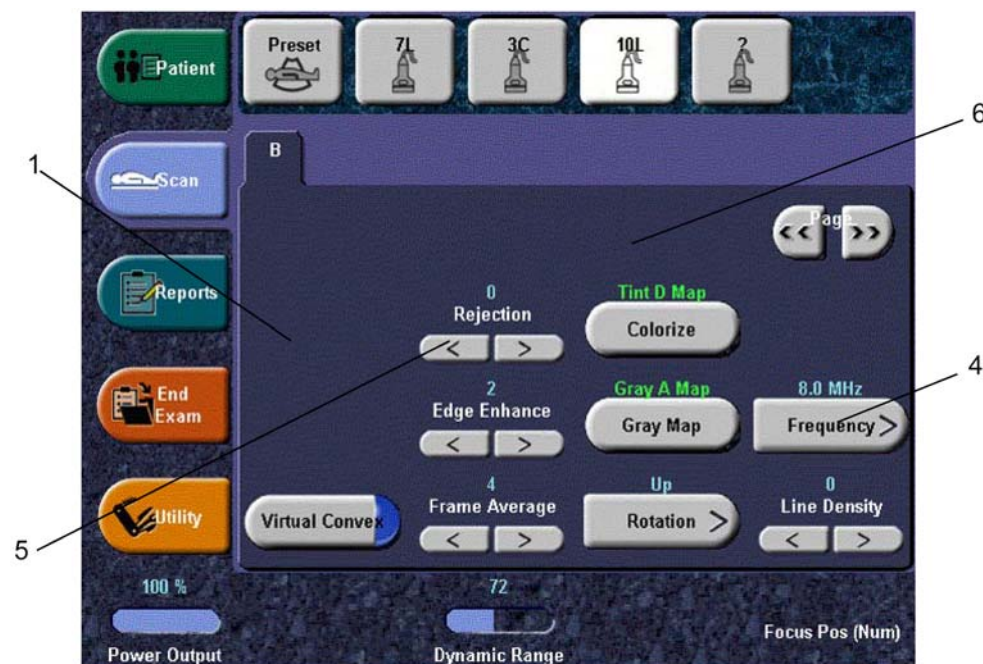 Preset
7L
3C
10L
?
Patient
6
B
1
Scan
<< Page >>
0
Rejection
< >
Tint D Map
Colorize
Reports
2
Edge Enhance
< >
Gray A Map
Gray Map
8.0 MHz
Frequency >
4
End
Exam
4
Frame Average
< >
Up
Rotation >
0
Line Density
< >
Virtual Convex
Utility
5
100 %
Power Output
72
Dynamic Range
Focus Pos (Num)